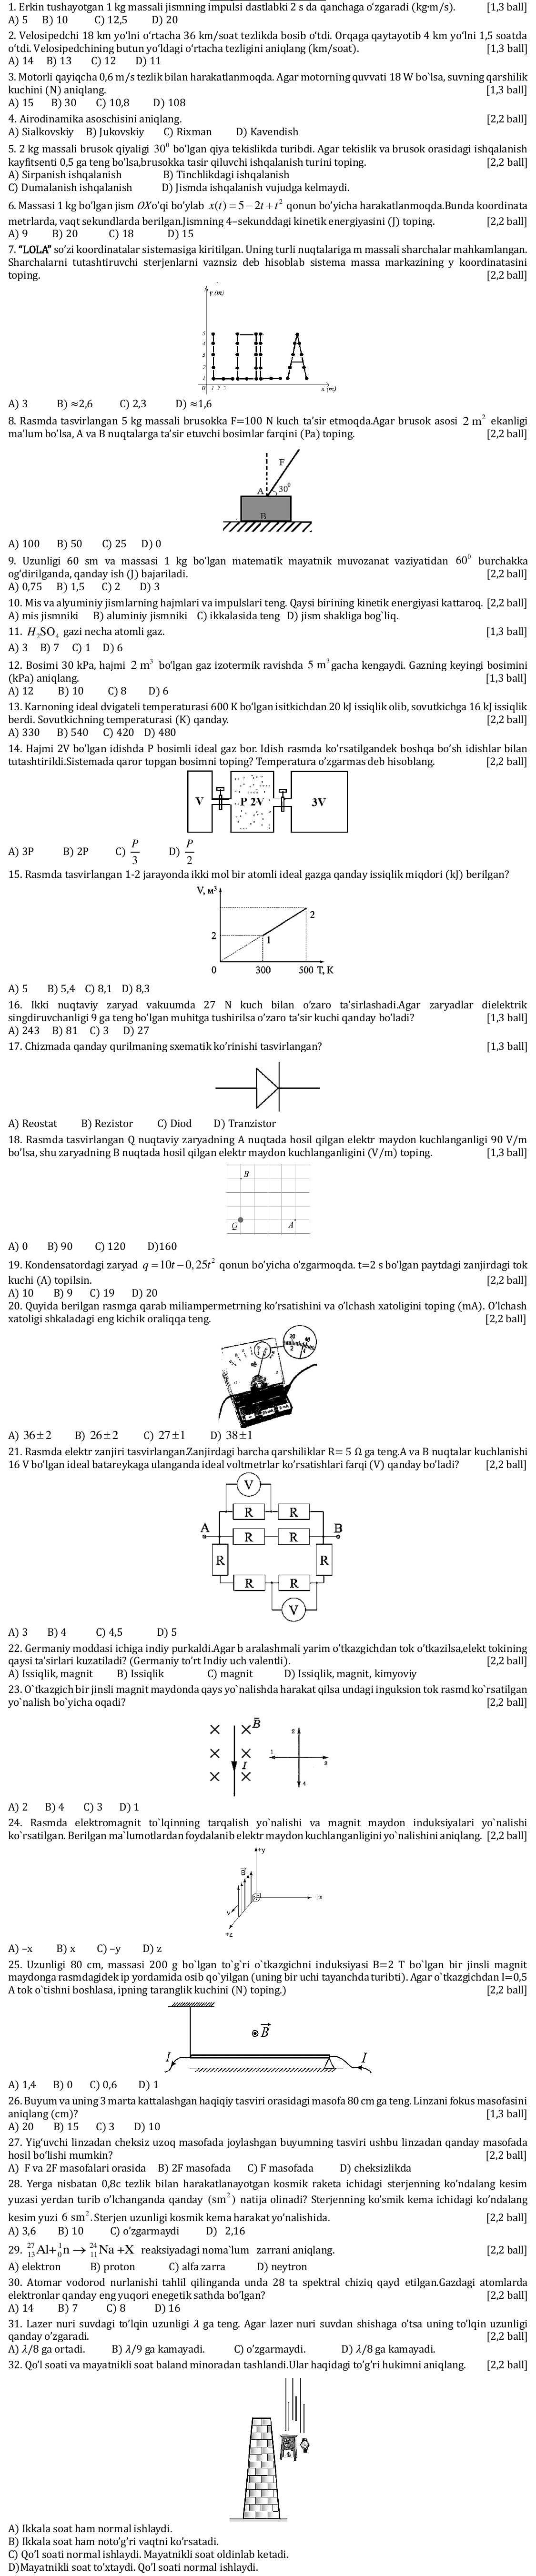 1. Erkin tushayotgan 1 kg massali jismning impulsi dastlabki 2 s da qanchaga o‘zgaradi (kg·m/s). [1,3 ball]
A) 5 B) 10 C) 12,5 D) 20
2. Velosipedchi 18 km yo‘lni o‘rtacha 36 km/soat tezlikda bosib o‘tdi. Orqaga qaytayotib 4 km yo‘lni 1,5 soatda
o‘tdi. Velosipedchining butun yo‘ldagi o‘rtacha tezligini aniqlang (km/soat). [1,3 ball]
A) 14 B) 13 C) 12 D) 11
3. Motorli qayiqcha 0,6 m/s tezlik bilan harakatlanmoqda. Agar motorning quvvati 18 W bo`lsa, suvning qarshilik
kuchini (N) aniqlang. [1,3 ball]
A) 15 B) 30 C) 10,8 D) 108
4. Airodinamika asoschisini aniqlang. [2,2 ball]
A) Sialkovskiy B) Jukovskiy C) Rixman D) Kavendish
5. 2 kg massali brusok qiyaligi 30⁰ bo‘lgan qiya tekislikda turibdi. Agar tekislik va brusok orasidagi ishqalanish
kayfitsenti 0,5 ga teng bo‘lsa,brusokka tasir qiluvchi ishqalanish turini toping. [2,2 ball]
A) Sirpanish ishqalanish B) Tinchlikdagi ishqalanish
C) Dumalanish ishqalanish D) Jismda ishqalanish vujudga kelmaydi.
6. Massasi 1 kg bo‘lgan jism OXo‘qi bo‘ylab x(t) = 5 − 2t + t² qonun bo‘yicha harakatlanmoqda.Bunda koordinata
metrlarda, vaqt sekundlarda berilgan.Jismning 4–sekunddagi kinetik energiyasini (J) toping. [2,2 ball]
A) 9 B) 20 C) 18 D) 15
7. “LOLA” so‘zi koordinatalar sistemasiga kiritilgan. Uning turli nuqtalariga m massali sharchalar mahkamlangan.
Sharchalarni tutashtiruvchi sterjenlarni vaznsiz deb hisoblab sistema massa markazining y koordinatasini
toping. [2,2 ball]
y (m)
5
4
3
2
1
0 1 2 3 x (m)
A) 3 B) ≈2,6 C) 2,3 D) ≈1,6
8. Rasmda tasvirlangan 5 kg massali brusokka F=100 N kuch ta’sir etmoqda.Agar brusok asosi 2 m² ekanligi
ma’lum bo‘lsa, A va B nuqtalarga ta’sir etuvchi bosimlar farqini (Pa) toping. [2,2 ball]
F
A 30⁰
B
A) 100 B) 50 C) 25 D) 0
9. Uzunligi 60 sm va massasi 1 kg bo‘lgan matematik mayatnik muvozanat vaziyatidan 60⁰ burchakka
og‘dirilganda, qanday ish (J) bajariladi. [2,2 ball]
A) 0,75 B) 1,5 C) 2 D) 3
10. Mis va alyuminiy jismlarning hajmlari va impulslari teng. Qaysi birining kinetik energiyasi kattaroq. [2,2 ball]
A) mis jismniki B) aluminiy jismniki C) ikkalasida teng D) jism shakliga bog`liq.
11. H₂SO₄ gazi necha atomli gaz. [1,3 ball]
A) 3 B) 7 C) 1 D) 6
12. Bosimi 30 kPa, hajmi 2 m³ bo‘lgan gaz izotermik ravishda 5 m³ gacha kengaydi. Gazning keyingi bosimini
(kPa) aniqlang. [1,3 ball]
A) 12 B) 10 C) 8 D) 6
13. Karnoning ideal dvigateli temperaturasi 600 K bo‘lgan isitkichdan 20 kJ issiqlik olib, sovutkichga 16 kJ issiqlik
berdi. Sovutkichning temperaturasi (K) qanday. [2,2 ball]
A) 330 B) 540 C) 420 D) 480
14. Hajmi 2V bo‘lgan idishda P bosimli ideal gaz bor. Idish rasmda ko‘rsatilgandek boshqa bo‘sh idishlar bilan
tutashtirildi.Sistemada qaror topgan bosimni toping? Temperatura o‘zgarmas deb hisoblang. [2,2 ball]
V P 2V 3V
A) 3P B) 2P C) P/3 D) P/2
15. Rasmda tasvirlangan 1-2 jarayonda ikki mol bir atomli ideal gazga qanday issiqlik miqdori (kJ) berilgan?
V, м³
2
2 1
0 300 500 T, K
A) 5 B) 5,4 C) 8,1 D) 8,3
16. Ikki nuqtaviy zaryad vakuumda 27 N kuch bilan o‘zaro ta’sirlashadi.Agar zaryadlar dielektrik
singdiruvchanligi 9 ga teng bo‘lgan muhitga tushirilsa o‘zaro ta’sir kuchi qanday bo‘ladi? [1,3 ball]
A) 243 B) 81 C) 3 D) 27
17. Chizmada qanday qurilmaning sxematik ko‘rinishi tasvirlangan? [1,3 ball]
A) Reostat B) Rezistor C) Diod D) Tranzistor
18. Rasmda tasvirlangan Q nuqtaviy zaryadning A nuqtada hosil qilgan elektr maydon kuchlanganligi 90 V/m
bo‘lsa, shu zaryadning B nuqtada hosil qilgan elektr maydon kuchlanganligini (V/m) toping. [1,3 ball]
B
Q A
A) 0 B) 90 C) 120 D)160
19. Kondensatordagi zaryad q = 10t − 0,25t² qonun bo‘yicha o‘zgarmoqda. t=2 s bo‘lgan paytdagi zanjirdagi tok
kuchi (A) topilsin. [2,2 ball]
A) 10 B) 9 C) 19 D) 20
20. Quyida berilgan rasmga qarab miliampermetrning ko‘rsatishini va o‘lchash xatoligini toping (mA). O‘lchash
xatoligi shkaladagi eng kichik oraliqqa teng. [2,2 ball]
20 40
A) 36±2 B) 26±2 C) 27±1 D) 38±1
21. Rasmda elektr zanjiri tasvirlangan.Zanjirdagi barcha qarshiliklar R= 5 Ω ga teng.A va B nuqtalar kuchlanishi
16 V bo‘lgan ideal batareykaga ulanganda ideal voltmetrlar ko‘rsatishlari farqi (V) qanday bo‘ladi? [2,2 ball]
V
R R
A R R B
R R
R R
V
A) 3 B) 4 C) 4,5 D) 5
22. Germaniy moddasi ichiga indiy purkaldi.Agar b aralashmali yarim o‘tkazgichdan tok o‘tkazilsa,elekt tokining
qaysi ta’sirlari kuzatiladi? (Germaniy to‘rt Indiy uch valentli). [2,2 ball]
A) Issiqlik, magnit B) Issiqlik C) magnit D) Issiqlik, magnit, kimyoviy
23. O`tkazgich bir jinsli magnit maydonda qays yo`nalishda harakat qilsa undagi inguksion tok rasmd ko`rsatilgan
yo`nalish bo`yicha oqadi? [2,2 ball]
B
I
2
1 3
4
A) 2 B) 4 C) 3 D) 1
24. Rasmda elektromagnit to`lqinning tarqalish yo`nalishi va magnit maydon induksiyalari yo`nalishi
ko`rsatilgan. Berilgan ma`lumotlardan foydalanib elektr maydon kuchlanganligini yo`nalishini aniqlang. [2,2 ball]
+y
B
+x
v
+z
A) –x B) x C) –y D) z
25. Uzunligi 80 cm, massasi 200 g bo`lgan to`g`ri o`tkazgichni induksiyasi B=2 T bo`lgan bir jinsli magnit
maydonga rasmdagidek ip yordamida osib qo`yilgan (uning bir uchi tayanchda turibti). Agar o`tkazgichdan I=0,5
A tok o`tishni boshlasa, ipning taranglik kuchini (N) toping.) [2,2 ball]
B
I I
A) 1,4 B) 0 C) 0,6 D) 1
26. Buyum va uning 3 marta kattalashgan haqiqiy tasviri orasidagi masofa 80 cm ga teng. Linzani fokus masofasini
aniqlang (cm)? [1,3 ball]
A) 20 B) 15 C) 3 D) 10
27. Yig‘uvchi linzadan cheksiz uzoq masofada joylashgan buyumning tasviri ushbu linzadan qanday masofada
hosil bo‘lishi mumkin? [2,2 ball]
A) F va 2F masofalari orasida B) 2F masofada C) F masofada D) cheksizlikda
28. Yerga nisbatan 0,8c tezlik bilan harakatlanayotgan kosmik raketa ichidagi sterjenning ko‘ndalang kesim
yuzasi yerdan turib o‘lchanganda qanday (sm²) natija olinadi? Sterjenning ko‘smik kema ichidagi ko‘ndalang
kesim yuzi 6 sm². Sterjen uzunligi kosmik kema harakat yo‘nalishida. [2,2 ball]
A) 3,6 B) 10 C) o‘zgarmaydi D) 2,16
29. ²⁷₁₃Al + ¹₀n → ²⁴₁₁Na + X reaksiyadagi noma`lum zarrani aniqlang. [2,2 ball]
A) elektron B) proton C) alfa zarra D) neytron
30. Atomar vodorod nurlanishi tahlil qilinganda unda 28 ta spektral chiziq qayd etilgan.Gazdagi atomlarda
elektronlar qanday eng yuqori enegetik sathda bo‘lgan? [2,2 ball]
A) 14 B) 7 C) 8 D) 16
31. Lazer nuri suvdagi to‘lqin uzunligi λ ga teng. Agar lazer nuri suvdan shishaga o‘tsa uning to‘lqin uzunligi
qanday o‘zgaradi. [2,2 ball]
A) λ/8 ga ortadi. B) λ/9 ga kamayadi. C) o‘zgarmaydi. D) λ/8 ga kamayadi.
32. Qo‘l soati va mayatnikli soat baland minoradan tashlandi.Ular haqidagi to‘g‘ri hukimni aniqlang. [2,2 ball]
A) Ikkala soat ham normal ishlaydi.
B) Ikkala soat ham noto‘g‘ri vaqtni ko‘rsatadi.
C) Qo‘l soati normal ishlaydi. Mayatnikli soat oldinlab ketadi.
D)Mayatnikli soat to‘xtaydi. Qo‘l soati normal ishlaydi.